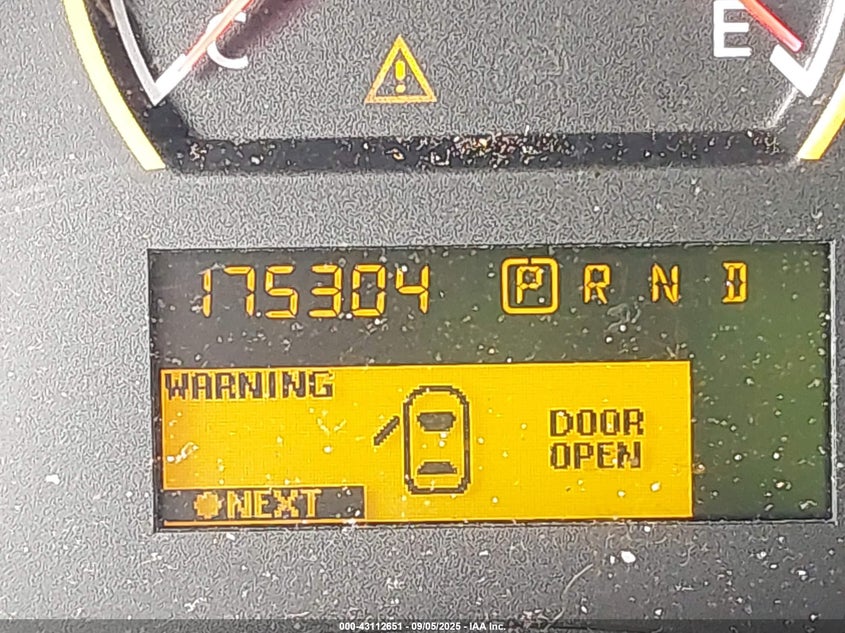 C
E
175304 P R N D
WARNING
DOOR
OPEN
NEXT
000-43112651 - 09/05/2025 - IAA Inc.